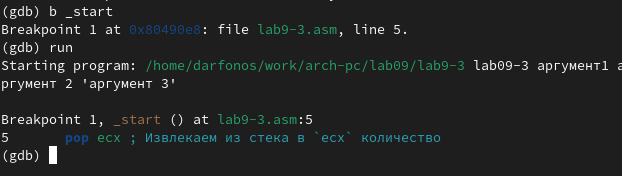 (gdb) b _start
Breakpoint 1 at 0x80490e8: file lab9-3.asm, line 5.
(gdb) run
Starting program: /home/darfonos/work/arch-pc/lab09/lab9-3 lab09-3 аргумент1 а
ргумент 2 'аргумент 3'
Breakpoint 1, _start () at lab9-3.asm:5
5 pop ecx ; Извлекаем из стека в `ecx` количество
(gdb)